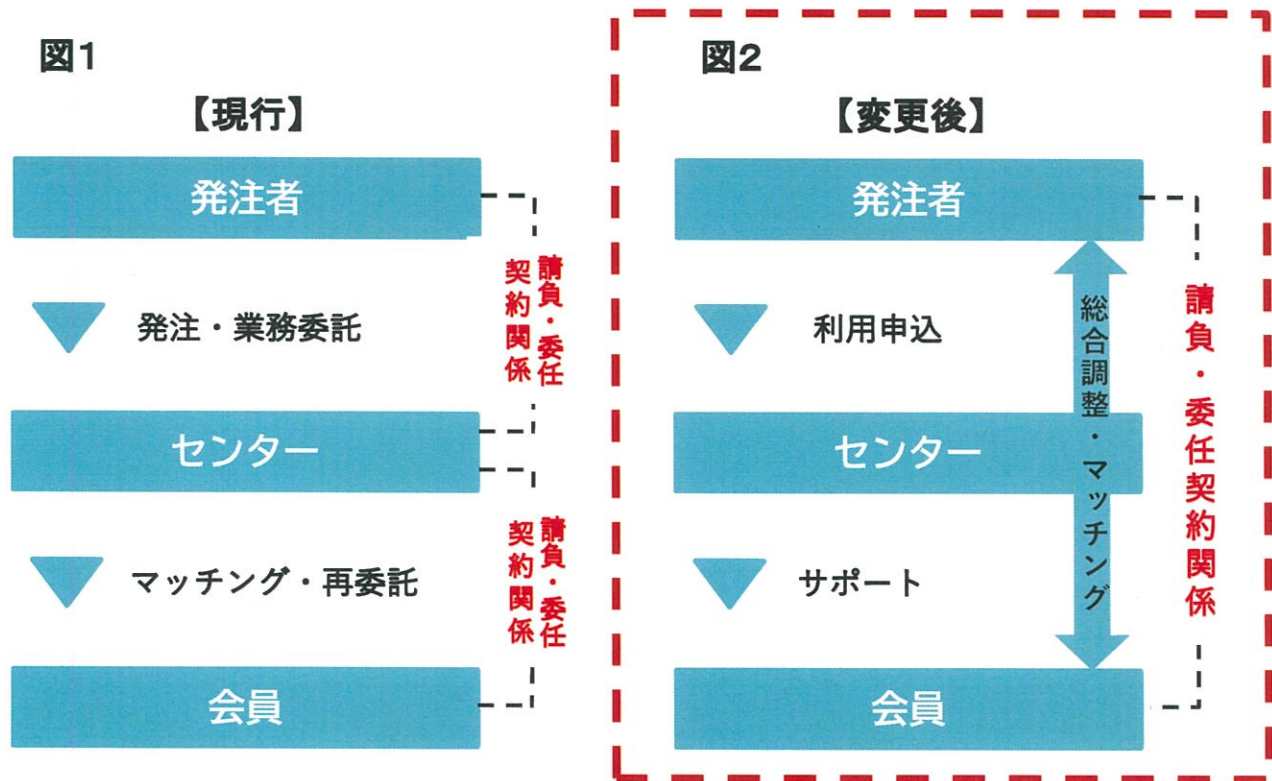 図1
【現行】
発注者
発注・業務委託
請負・委任
契約関係
センター
マッチング・再委託
請負・委任
契約関係
会員
図2
【変更後】
発注者
利用申込
総合調整・マッチング
請負・委任契約関係
センター
サポート
会員